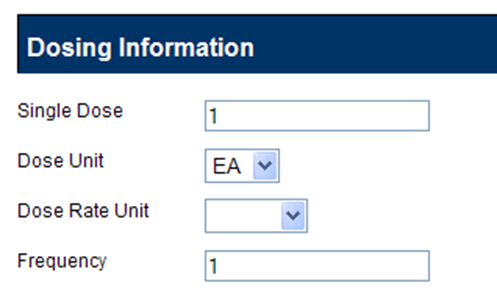 Dosing Information
Single Dose 1
Dose Unit EA
Dose Rate Unit
Frequency 1